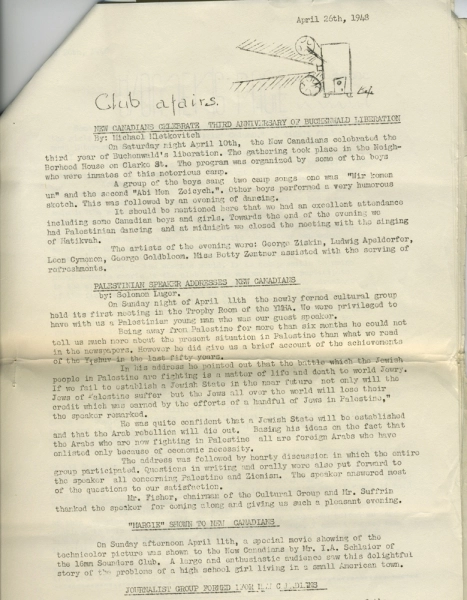 April 26th, 1948
Club afairs.
NEW CANADIANS CELEBRATE THIRD ANNIVERSARY OF BUCHENWALD LIBERATION
By: Michael Mletkovitch
On Saturday night April 10th, the New Canadians celebrated the
third year of Buchenwald's liberation. The gathering took place in the Neigh-
borhood House on Clarke St. The program was organized by some of the boys
who were inmates of this notorious camp.
A group of the boys sang two camp songs one was "Mir komen
un" and the second "Abi Men Zeisych,". Other boys performed a very humorous
sketch. This was followed by an evening of dancing.
It should be mentioned here that we had an excellent attendance
including some Canadian boys and girls. Towards the end of the evening we
had Palestinian dancing and at midnight we closed the meeting with the singing
of Hatikvah.
The artists of the evening were: George Ziskin, Ludwig Apeldorfer,
Leon Cymenon, George Goldbloom. Miss Betty Zentner assisted with the serving of
refreshments.
PALESTINIAN SPEAKER ADDRESSES NEW CANADIANS
by: Solomon Luger.
On Sunday night of April 11th the newly formed cultural group
held its first meeting in the Trophy Room of the YMHA. We were privileged to
have with us a Palestinian young man who was our guest speaker.
Being away from Palestine for more than six months he could not
tell us much more about the present situation in Palestine than what we read
in the newspapers. However he did give us a brief account of the achievements
of the Yishuv in the last fifty years.
In his address he pointed out that the battle which the Jewish
people in Palestine are fighting is a matter of life and death to world Jewry.
If we fail to establish a Jewish State in the near future not only will the
Jews of Palestine suffer but the Jews all over the world will lose their
credit which was earned by the efforts of a handful of Jews in Palestine,"
the speaker remarked.
He was quite confident that a Jewish State will be established
and that the Arab rebellion will die out. Basing his ideas on the fact that
the Arabs who are now fighting in Palestine all are foreign Arabs who have
enlisted only because of economic necessity.
The address was followed by hearty discussion in which the entire
group participated. Questions in writing and orally were also put forward to
the speaker all concerning Palestine and Zionism. The speaker answered most
of the questions to our satisfaction.
Mr. Fisher, chairman of the Cultural Group and Mr. Suffrin
thanked the speaker for coming along and giving us such a pleasant evening.
"MARGIE" SHOWN TO NEW CANADIANS
On Sunday afternoon April 11th, a special movie showing of the
technicolor picture was shown to the New Canadians by Mr. I.A. Schleier of
the 16mm Sounders Club. A large and enthusiastic audience saw this delightful
story of the problems of a high school girl living in a small American town.
JOURNALIST GROUP FORMED